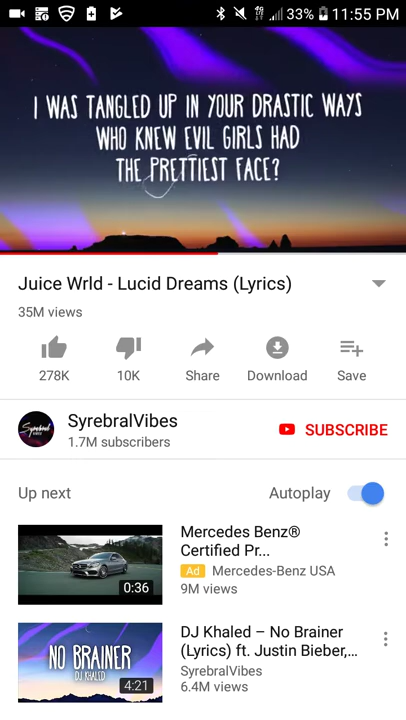 33% 11:55 PM
I WAS TANGLED UP IN YOUR DRASTIC WAYS
WHO KNEW EVIL GIRLS HAD
THE PRETTIEST FACE?
Juice Wrld - Lucid Dreams (Lyrics)
35M views
278K 10K Share Download Save
SyrebralVibes
1.7M subscribers
SUBSCRIBE
Up next Autoplay
Mercedes Benz®
Certified Pr...
Ad Mercedes-Benz USA
9M views
0:36
DJ Khaled – No Brainer
(Lyrics) ft. Justin Bieber,...
SyrebralVibes
6.4M views
NO BRAINER
DJ KHALED
4:21